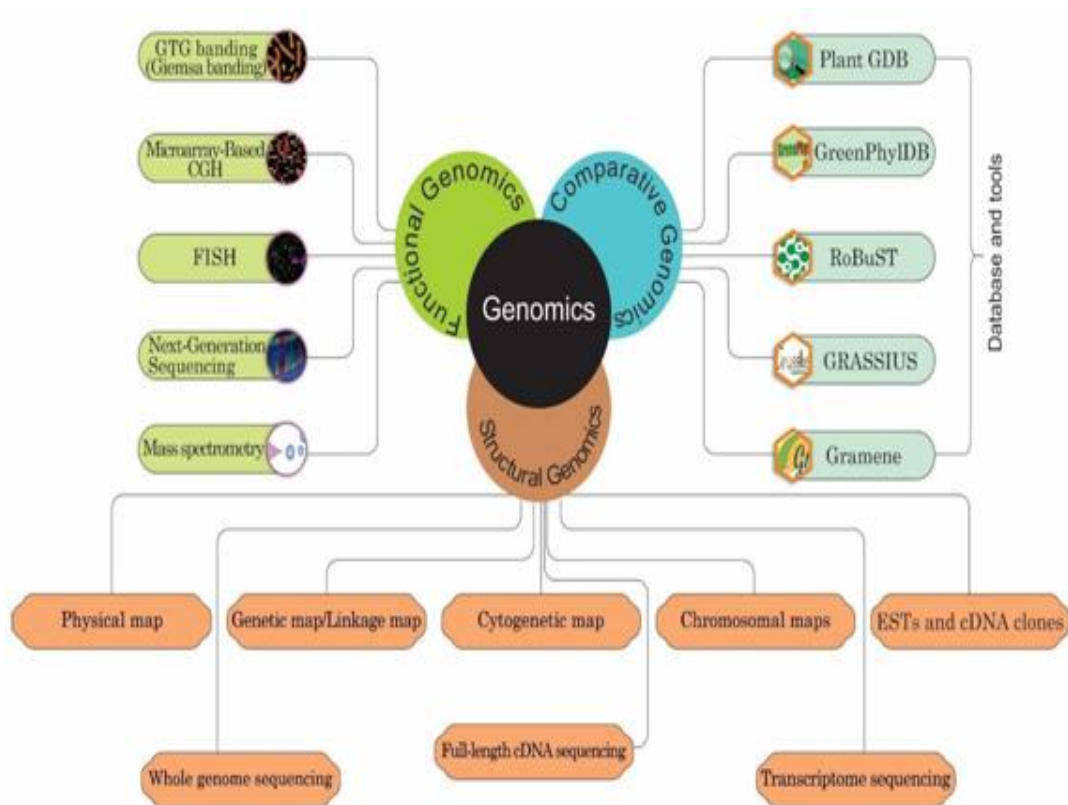 GTG banding
(Giemsa banding)
Microarray-Based
CGH
FISH
Next-Generation
Sequencing
Mass spectrometry
Functional Genomics
Comparative Genomics
Genomics
Structural Genomics
Plant GDB
GreenPhylDB
RoBuST
GRASSIUS
Gramene
Database and tools
Physical map
Genetic map/Linkage map
Cytogenetic map
Chromosomal maps
ESTs and cDNA clones
Whole genome sequencing
Full-length cDNA sequencing
Transcriptome sequencing